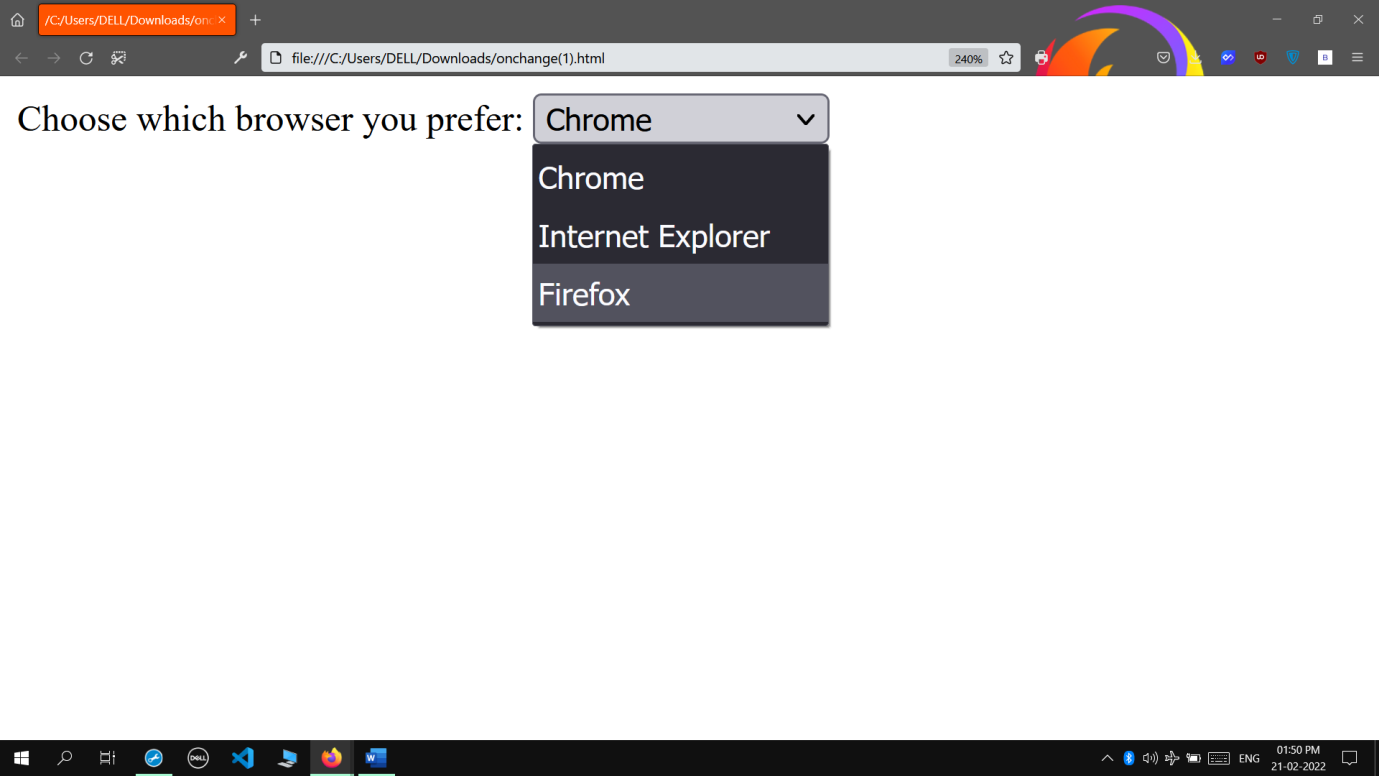 /C:/Users/DELL/Downloads/onc
file:///C:/Users/DELL/Downloads/onchange(1).html
240%
Choose which browser you prefer: Chrome
Chrome
Internet Explorer
Firefox
DELL
W
ENG
01:50 PM
21-02-2022